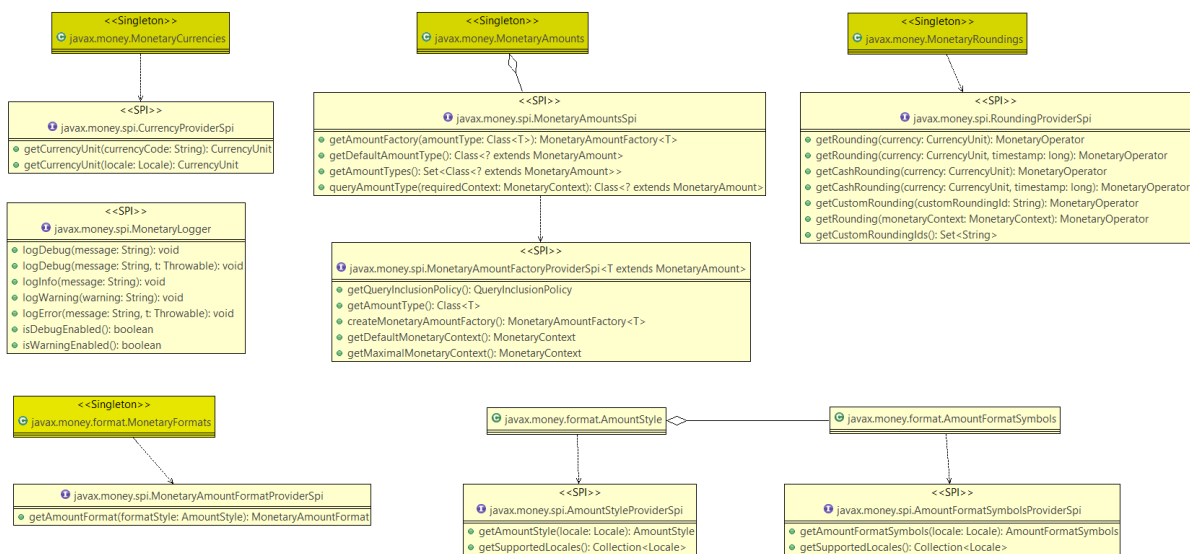 <<Singleton>>
javax.money.MonetaryCurrencies
<<SPI>>
javax.money.spi.CurrencyProviderSpi
getCurrencyUnit(currencyCode: String): CurrencyUnit
getCurrencyUnit(locale: Locale): CurrencyUnit
<<SPI>>
javax.money.spi.MonetaryLogger
logDebug(message: String): void
logDebug(message: String, t: Throwable): void
logInfo(message: String): void
logWarning(warning: String): void
logError(message: String, t: Throwable): void
isDebugEnabled(): boolean
isWarningEnabled(): boolean
<<Singleton>>
javax.money.MonetaryAmounts
<<SPI>>
javax.money.spi.MonetaryAmountsSpi
getAmountFactory(amountType: Class<T>): MonetaryAmountFactory<T>
getDefaultAmountType(): Class<? extends MonetaryAmount>
getAmountTypes(): Set<Class<? extends MonetaryAmount>>
queryAmountType(requiredContext: MonetaryContext): Class<? extends MonetaryAmount>
<<SPI>>
javax.money.spi.MonetaryAmountFactoryProviderSpi<T extends MonetaryAmount>
getQueryInclusionPolicy(): QueryInclusionPolicy
getAmountType(): Class<T>
createMonetaryAmountFactory(): MonetaryAmountFactory<T>
getDefaultMonetaryContext(): MonetaryContext
getMaximalMonetaryContext(): MonetaryContext
<<Singleton>>
javax.money.MonetaryRoundings
<<SPI>>
javax.money.spi.RoundingProviderSpi
getRounding(currency: CurrencyUnit): MonetaryOperator
getRounding(currency: CurrencyUnit, timestamp: long): MonetaryOperator
getCashRounding(currency: CurrencyUnit): MonetaryOperator
getCashRounding(currency: CurrencyUnit, timestamp: long): MonetaryOperator
getCustomRounding(customRoundingId: String): MonetaryOperator
getRounding(monetaryContext: MonetaryContext): MonetaryOperator
getCustomRoundingIds(): Set<String>
<<Singleton>>
javax.money.format.MonetaryFormats
javax.money.spi.MonetaryAmountFormatProviderSpi
getAmountFormat(formatStyle: AmountStyle): MonetaryAmountFormat
javax.money.format.AmountStyle
<<SPI>>
javax.money.spi.AmountStyleProviderSpi
getAmountStyle(locale: Locale): AmountStyle
getSupportedLocales(): Collection<Locale>
javax.money.format.AmountFormatSymbols
<<SPI>>
javax.money.spi.AmountFormatSymbolsProviderSpi
getAmountFormatSymbols(locale: Locale): AmountFormatSymbols
getSupportedLocales(): Collection<Locale>